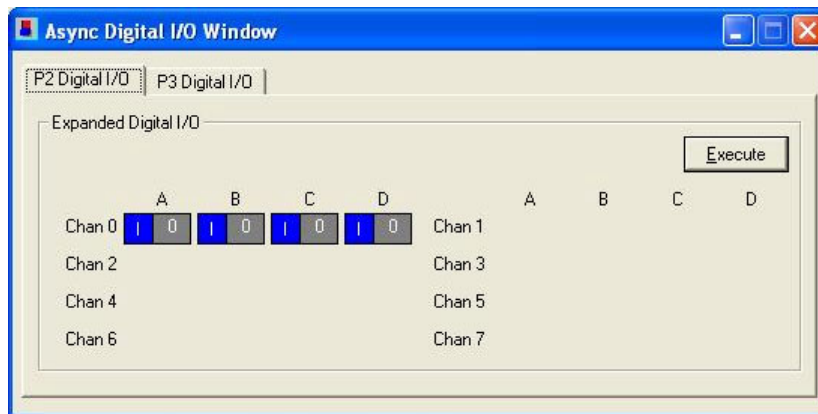 Async Digital I/O Window
P2 Digital I/O P3 Digital I/O
Expanded Digital I/O
Execute
A B C D A B C D
Chan 0 I 0 I 0 I 0 I 0 Chan 1
Chan 2 Chan 3
Chan 4 Chan 5
Chan 6 Chan 7